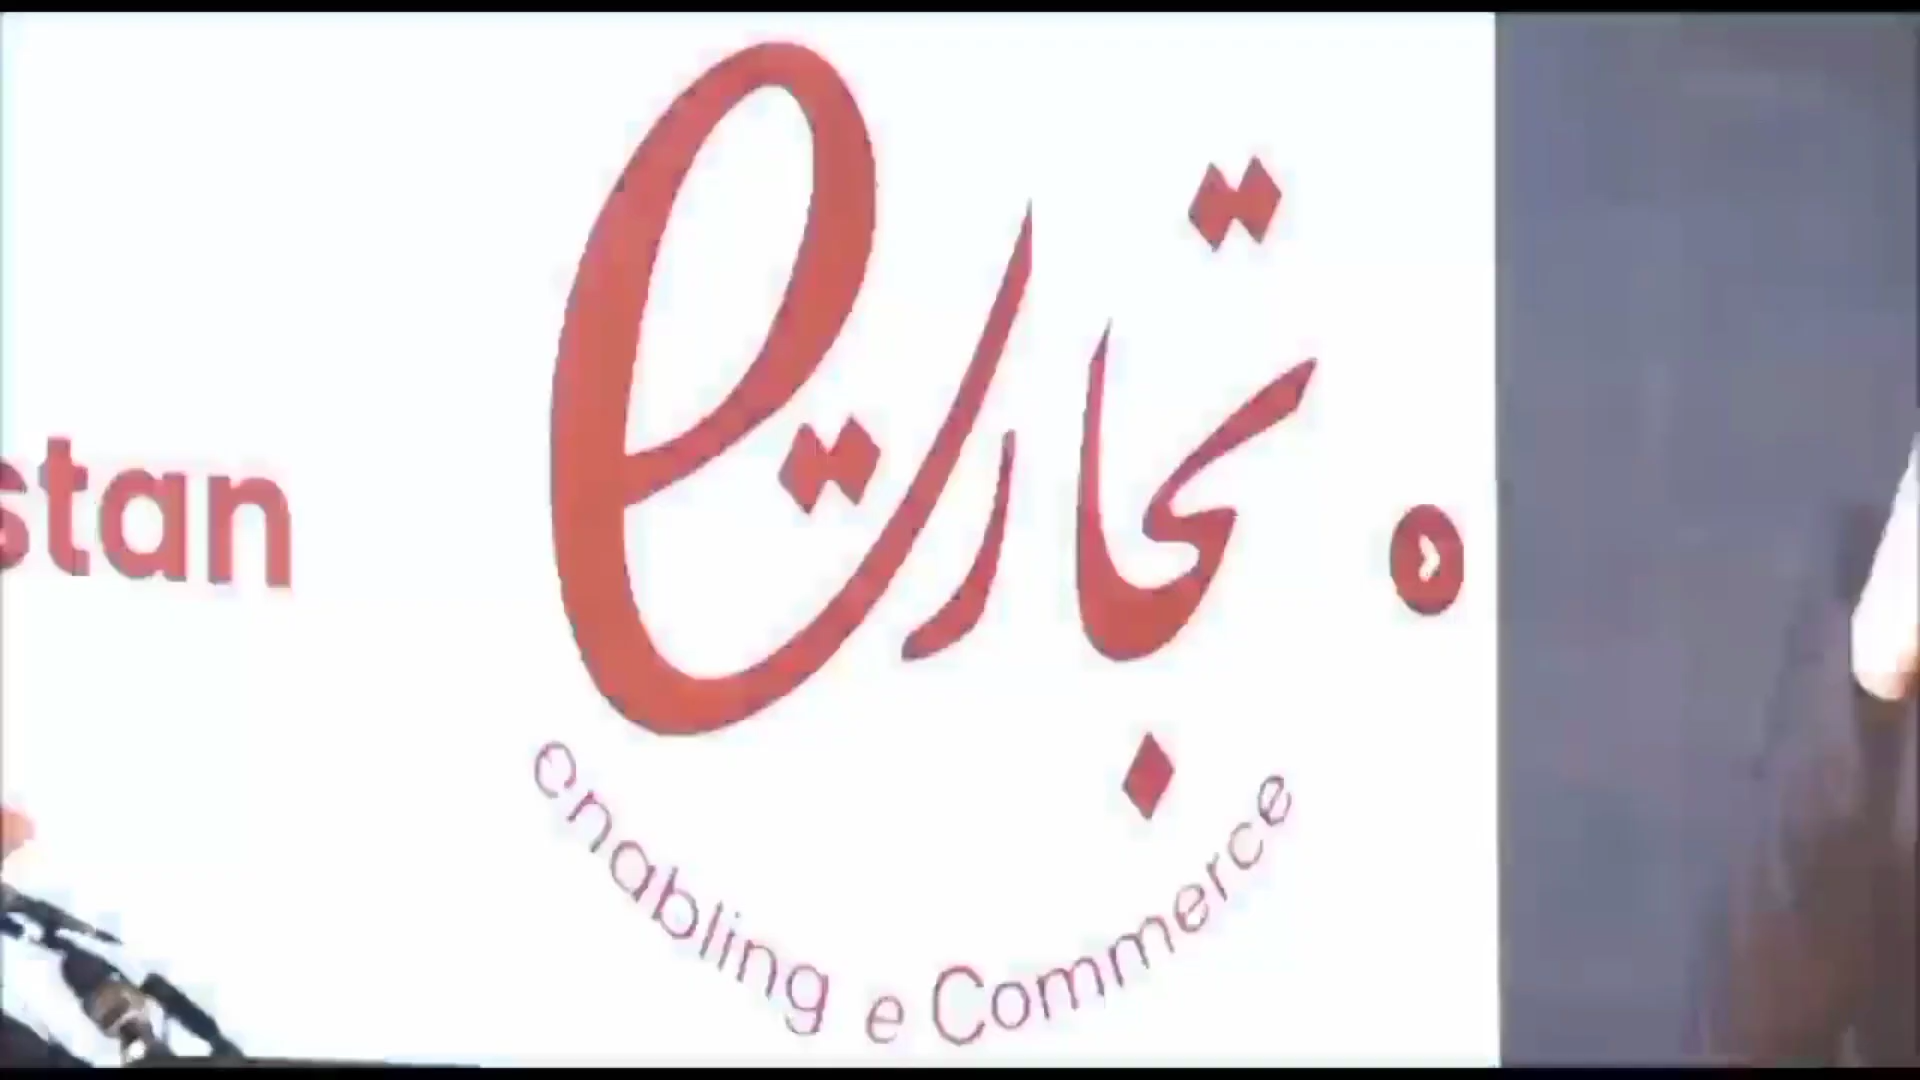 stan
e تجارت
enabling e Commerce